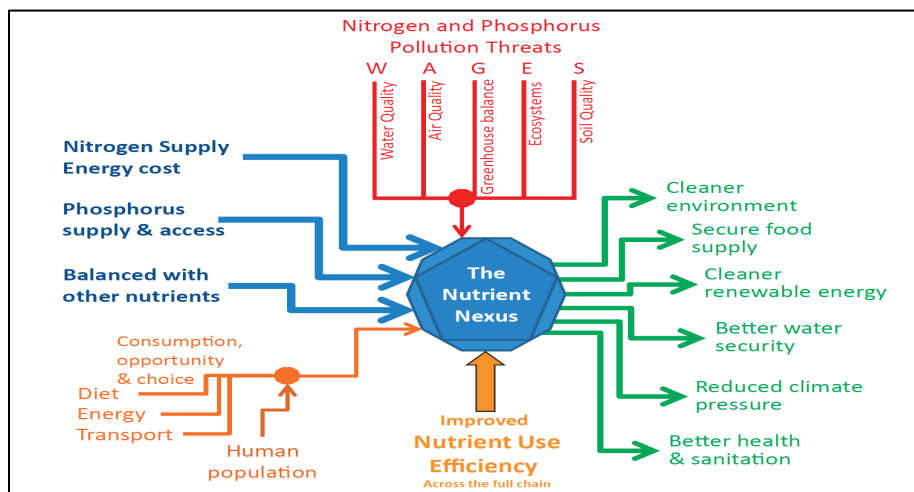 Nitrogen and Phosphorus
Pollution Threats
W A G E S
Water Quality
Air Quality
Greenhouse balance
Ecosystems
Soil Quality
Nitrogen Supply
Energy cost
Phosphorus
supply & access
Balanced with
other nutrients
The
Nutrient
Nexus
Consumption,
opportunity
& choice
Diet
Energy
Transport
Human
population
Improved
Nutrient Use
Efficiency
Across the full chain
Cleaner
environment
Secure food
supply
Cleaner
renewable energy
Better water
security
Reduced climate
pressure
Better health
& sanitation